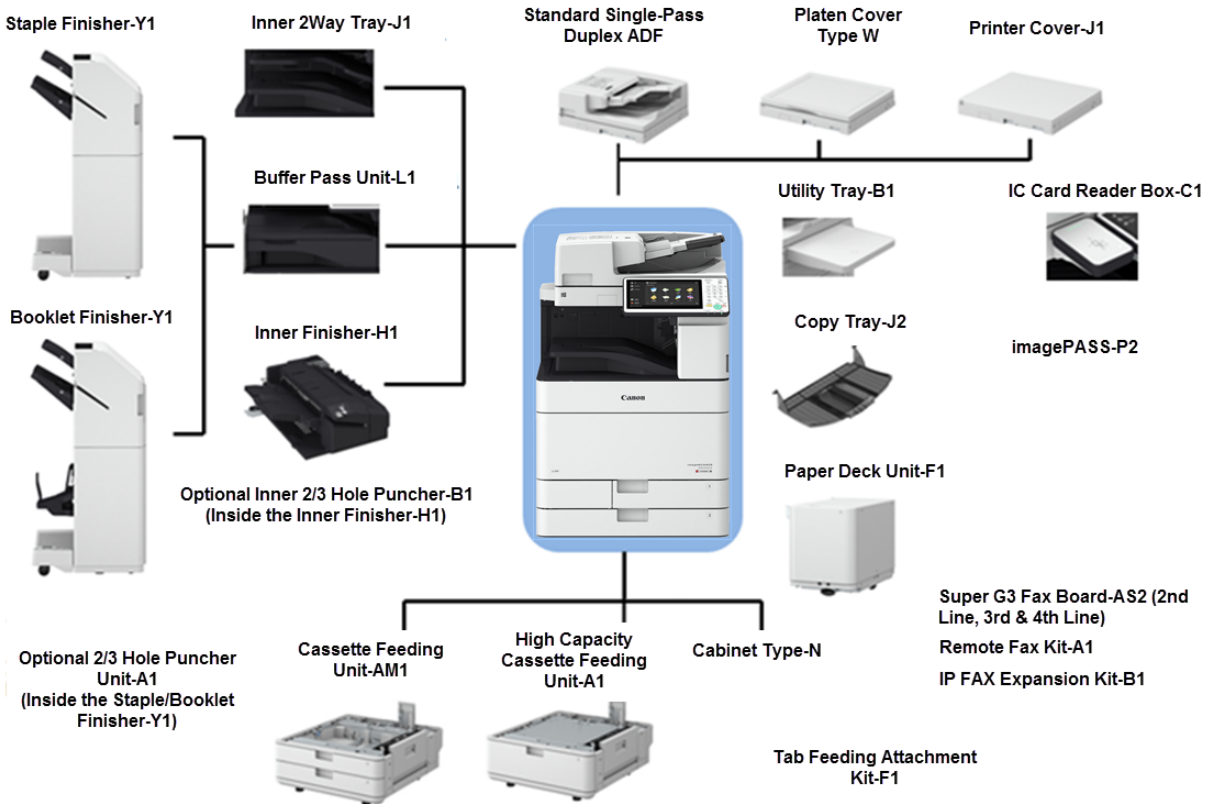 Staple Finisher-Y1
Inner 2Way Tray-J1
Standard Single-Pass
Duplex ADF
Platen Cover
Type W
Printer Cover-J1
Buffer Pass Unit-L1
Utility Tray-B1
IC Card Reader Box-C1
Booklet Finisher-Y1
Inner Finisher-H1
Copy Tray-J2
imagePASS-P2
Canon
Optional Inner 2/3 Hole Puncher-B1
(Inside the Inner Finisher-H1)
Paper Deck Unit-F1
Super G3 Fax Board-AS2 (2nd
Line, 3rd & 4th Line)
Remote Fax Kit-A1
IP FAX Expansion Kit-B1
Optional 2/3 Hole Puncher
Unit-A1
(Inside the Staple/Booklet
Finisher-Y1)
Cassette Feeding
Unit-AM1
High Capacity
Cassette Feeding
Unit-A1
Cabinet Type-N
Tab Feeding Attachment
Kit-F1